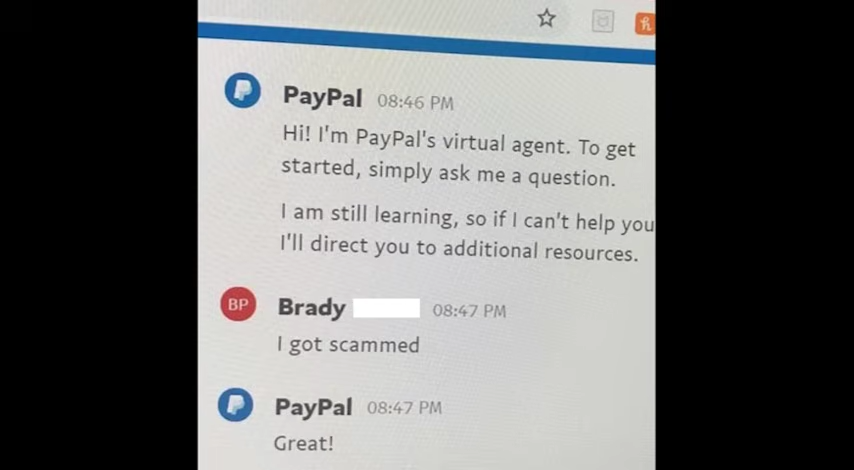 PayPal 08:46 PM
Hi! I'm PayPal's virtual agent. To get
started, simply ask me a question.
I am still learning, so if I can't help you
I'll direct you to additional resources.
BP
Brady 08:47 PM
I got scammed
PayPal 08:47 PM
Great!